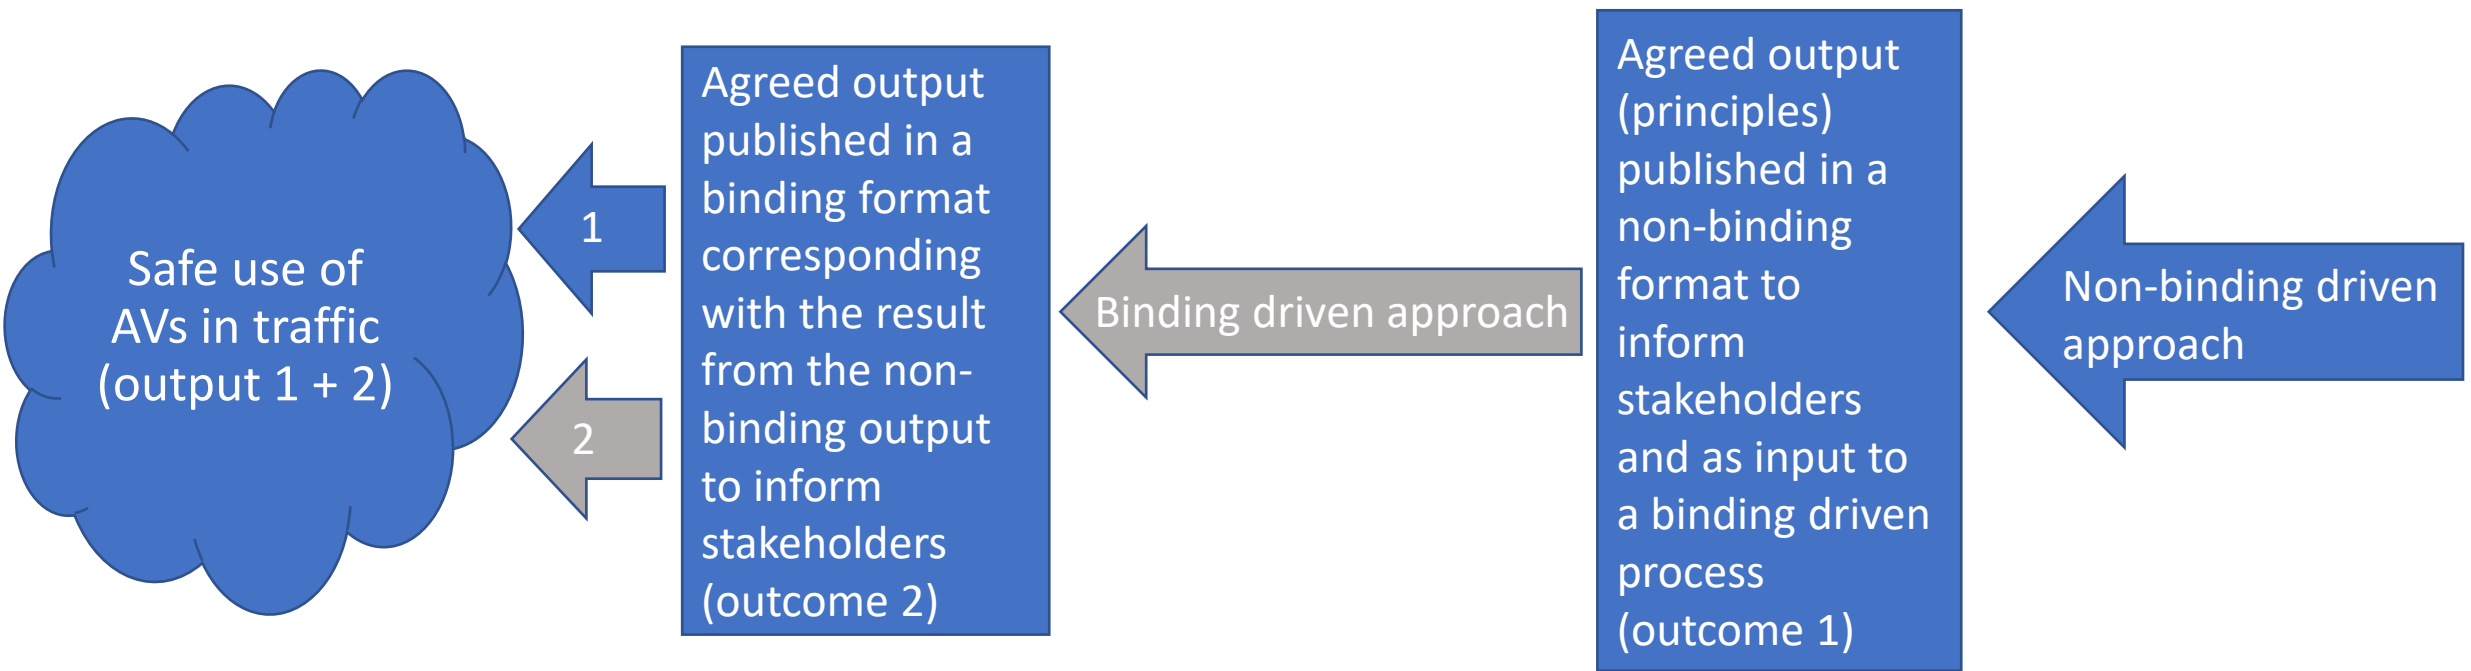 Safe use of
AVs in traffic
(output 1 + 2)
1
2
Agreed output
published in a
binding format
corresponding
with the result
from the non-
binding output
to inform
stakeholders
(outcome 2)
Binding driven approach
Agreed output
(principles)
published in a
non-binding
format to
inform
stakeholders
and as input to
a binding driven
process
(outcome 1)
Non-binding driven
approach